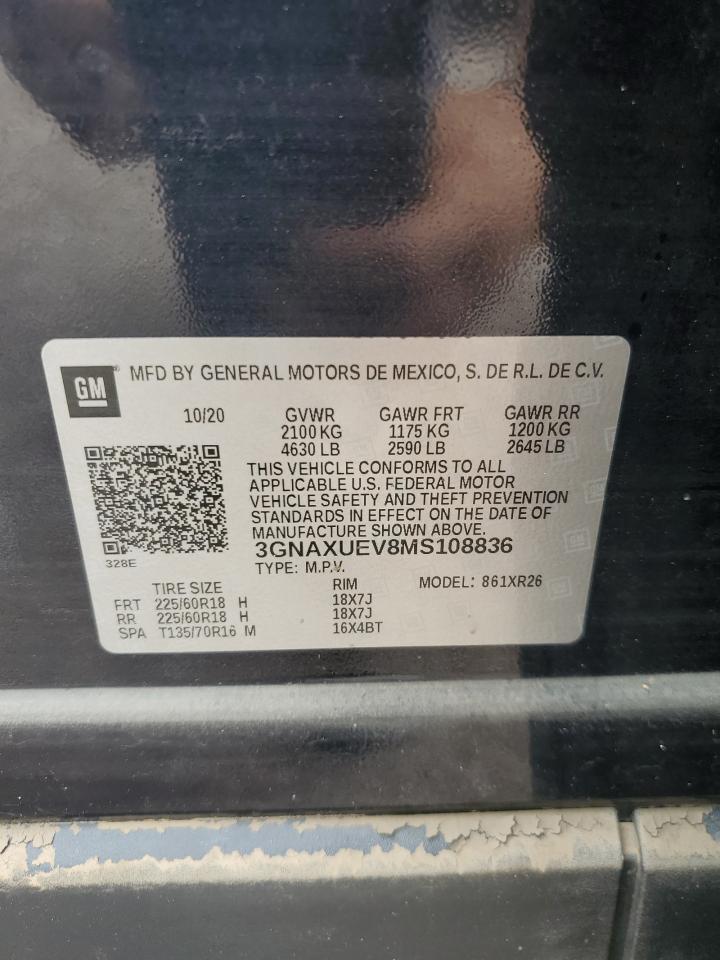 GM MFD BY GENERAL MOTORS DE MEXICO, S. DE R.L. DE C.V.
10/20 GVWR GAWR FRT GAWR RR
2100 KG 1175 KG 1200 KG
4630 LB 2590 LB 2645 LB
THIS VEHICLE CONFORMS TO ALL
APPLICABLE U.S. FEDERAL MOTOR
VEHICLE SAFETY AND THEFT PREVENTION
STANDARDS IN EFFECT ON THE DATE OF
MANUFACTURE SHOWN ABOVE.
3GNAXUEV8MS108836
328E TYPE: M.P.V.
TIRE SIZE RIM MODEL: 861XR26
FRT 225/60R18 H 18X7J
RR 225/60R18 H 18X7J
SPA T135/70R16 M 16X4BT